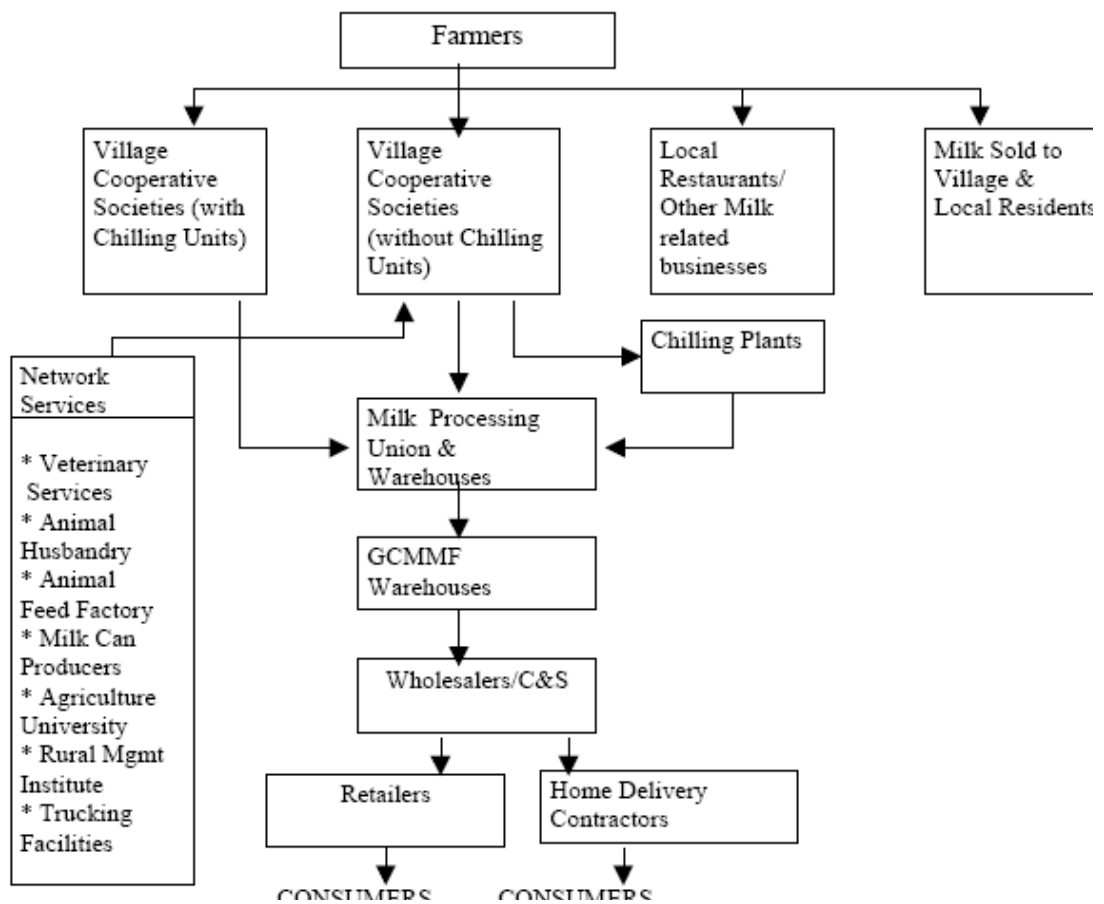 Farmers
Village
Cooperative
Societies (with
Chilling Units)
Village
Cooperative
Societies
(without Chilling
Units)
Local
Restaurants/
Other Milk
related
businesses
Milk Sold to
Village &
Local Residents
Chilling Plants
Network
Services
* Veterinary
Services
* Animal
Husbandry
* Animal
Feed Factory
* Milk Can
Producers
* Agriculture
University
* Rural Mgmt
Institute
* Trucking
Facilities
Milk Processing
Union &
Warehouses
GCMMF
Warehouses
Wholesalers/C&S
Retailers
Home Delivery
Contractors
CONSUMERS
CONSUMERS